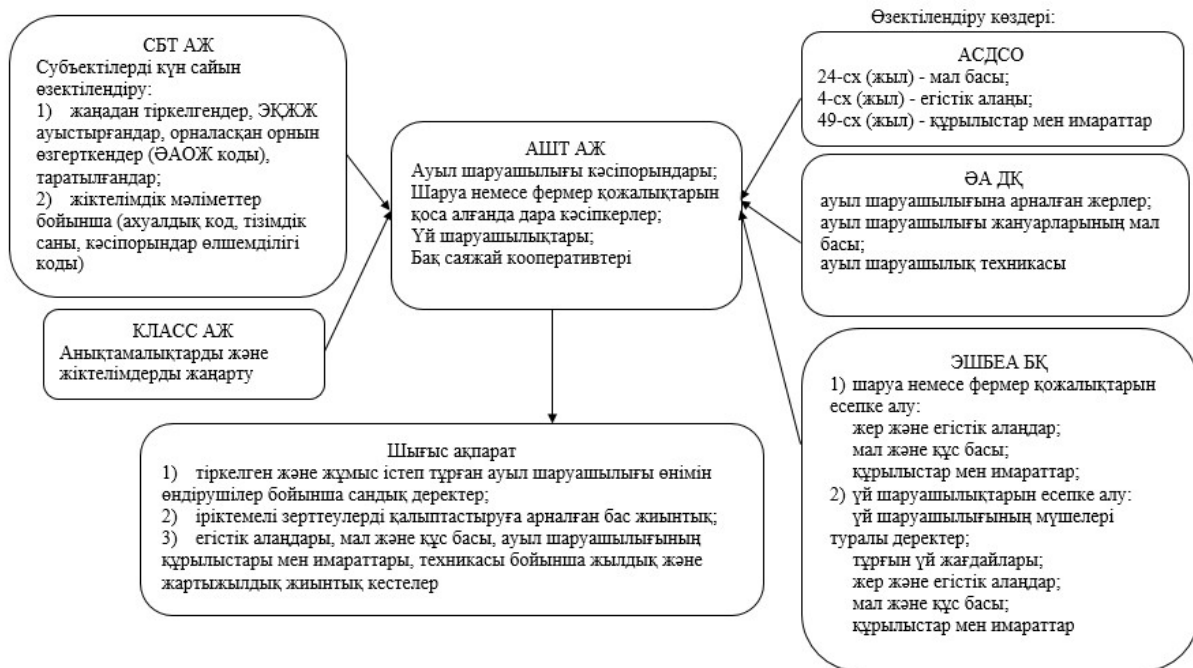 СБТ АЖ
Субъектілерді күн сайын
өзектілендіру:
1) жаңадан тіркелгендер, ЭҚЖЖ
ауыстырғандар, орналасқан орнын
өзгерткендер (ӘАОЖ коды),
таратылғандар;
2) жіктелімдік мәліметтер
бойынша (ахуалдық код, тізімдік
саны, кәсіпорындар өлшемділігі
коды)
КЛАСС АЖ
Анықтамалықтарды және
жіктелімдерды жаңарту
АШТ АЖ
Ауыл шаруашылығы кәсіпорындары;
Шаруа немесе фермер қожалықтарын
қоса алғанда дара кәсіпкерлер;
Үй шаруашылықтары;
Бақ саяжай кооперативтері
Өзектілендіру көздері:
АСДСО
24-сх (жыл) - мал басы;
4-сх (жыл) - егістік алаңы;
49-сх (жыл) - құрылыстар мен имараттар
ӘА ДҚ
ауыл шаруашылығына арналған жерлер;
ауыл шаруашылығы жануарларының мал
басы;
ауыл шаруашылық техникасы
ЭШБЕА БҚ
1) шаруа немесе фермер қожалықтарын
есепке алу:
жер және егістік алаңдар;
мал және құс басы;
құрылыстар мен имараттар;
2) үй шаруашылықтарын есепке алу:
үй шаруашылығының мүшелері
туралы деректер;
тұрғын үй жағдайлары;
жер және егістік алаңдар;
мал және құс басы;
құрылыстар мен имараттар
Шығыс ақпарат
1) тіркелген және жұмыс істеп тұрған ауыл шаруашылығы өнімін
өндірушілер бойынша сандық деректер;
2) іріктемелі зерттеулерді қалыптастыруға арналған бас жиынтық;
3) егістік алаңдары, мал және құс басы, ауыл шаруашылығының
құрылыстары мен имараттары, техникасы бойынша жылдық және
жартыжылдық жиынтық кестелер